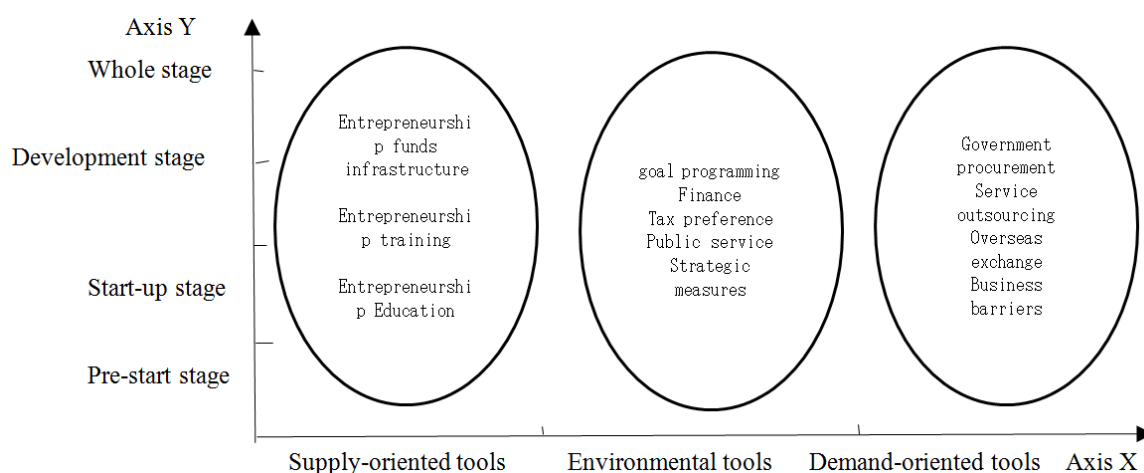 Axis Y
Whole stage
Development stage
Start-up stage
Pre-start stage
Entrepreneurshi
p funds
infrastructure
Entrepreneurshi
p training
Entrepreneurshi
p Education
goal programming
Finance
Tax preference
Public service
Strategic
measures
Government
procurement
Service
outsourcing
Overseas
exchange
Business
barriers
Supply-oriented tools
Environmental tools
Demand-oriented tools
Axis X